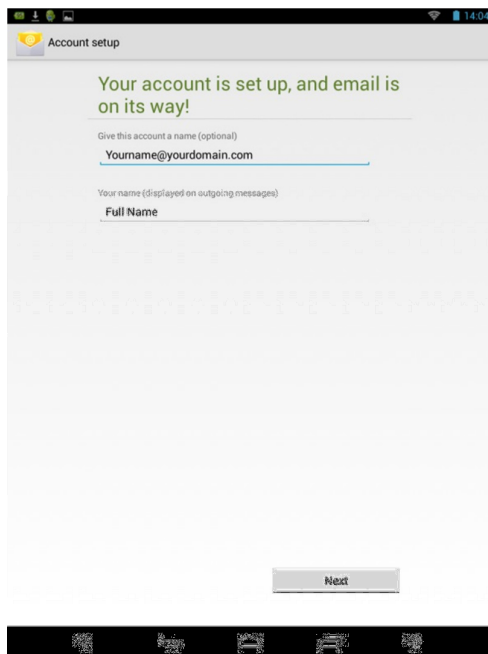 14:04
Account setup
Your account is set up, and email is
on its way!
Give this account a name (optional)
Yourname@yourdomain.com
Your name (displayed on outgoing messages)
Full Name
Next